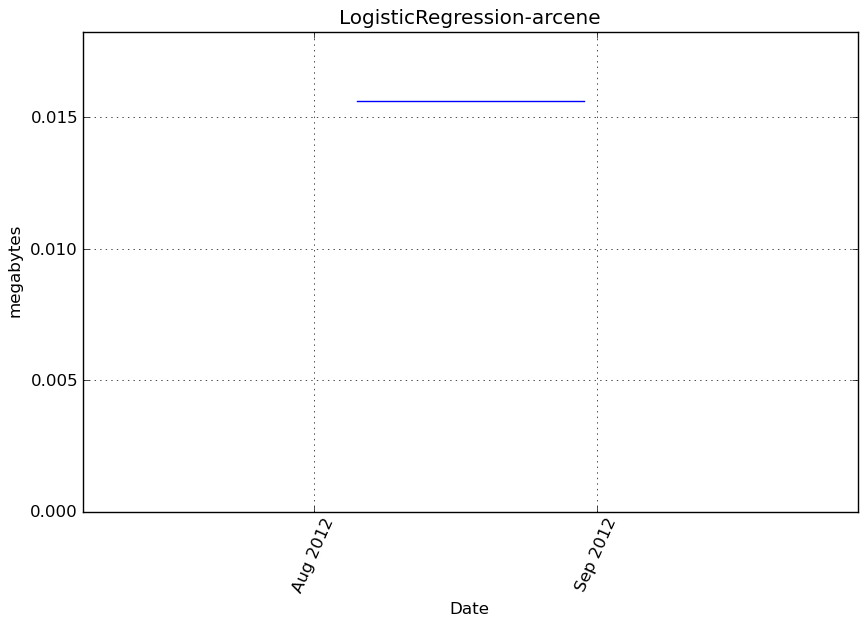 LogisticRegression-arcene
0.015
0.010
0.005
0.000
megabytes
Aug 2012
Sep 2012
Date